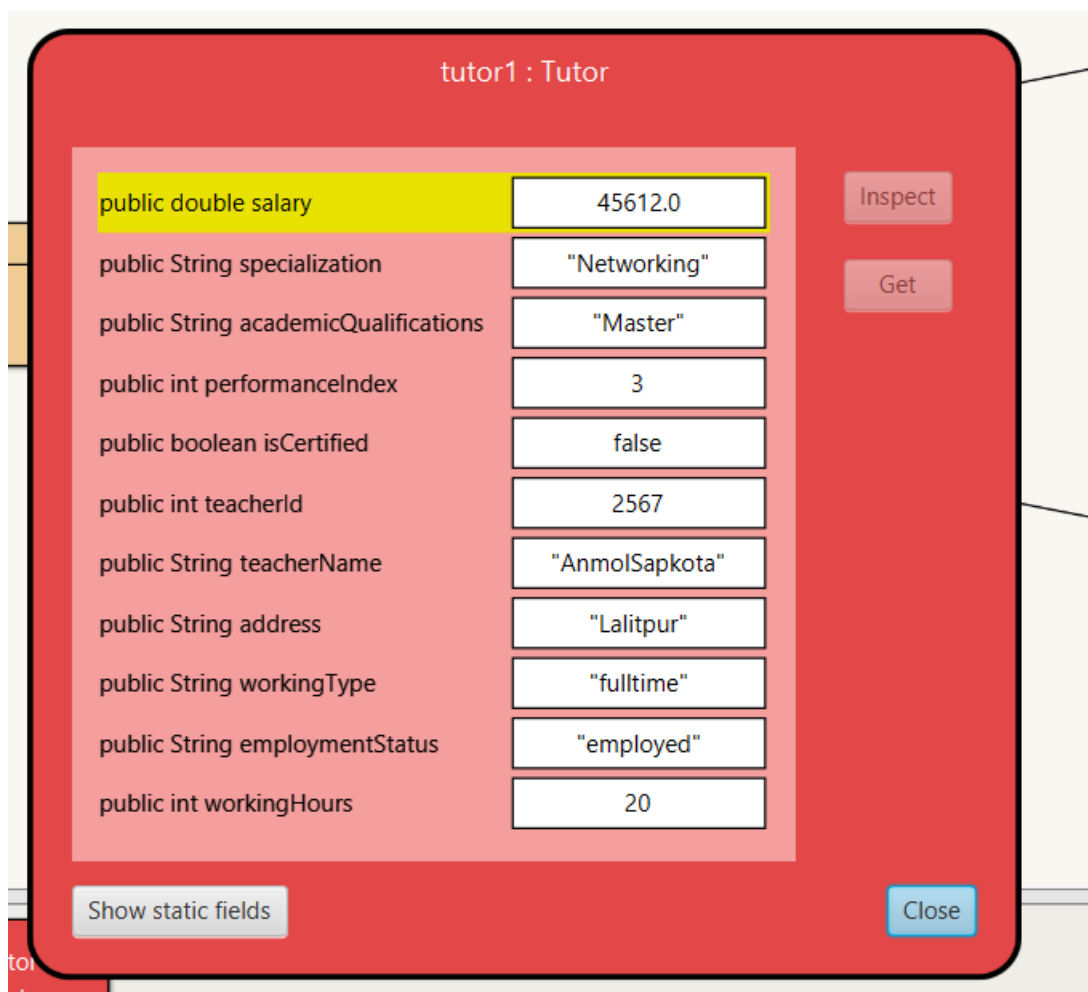 tutor1 : Tutor
public double salary 45612.0
Inspect
public String specialization "Networking"
Get
public String academicQualifications "Master"
public int performanceIndex 3
public boolean isCertified false
public int teacherId 2567
public String teacherName "AnmolSapkota"
public String address "Lalitpur"
public String workingType "fulltime"
public String employmentStatus "employed"
public int workingHours 20
Show static fields
Close